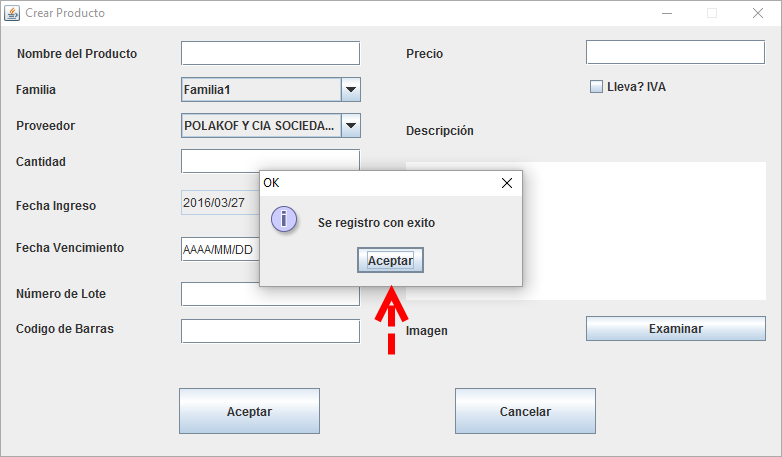 Crear Producto
Nombre del Producto
Precio
Familia
Familia1
Lleva? IVA
Proveedor
POLAKOF Y CIA SOCIEDA...
Descripción
Cantidad
OK
Fecha Ingreso
2016/03/27
Se registro con exito
Fecha Vencimiento
AAAA/MM/DD
Aceptar
Número de Lote
Codigo de Barras
Imagen
Examinar
Aceptar
Cancelar